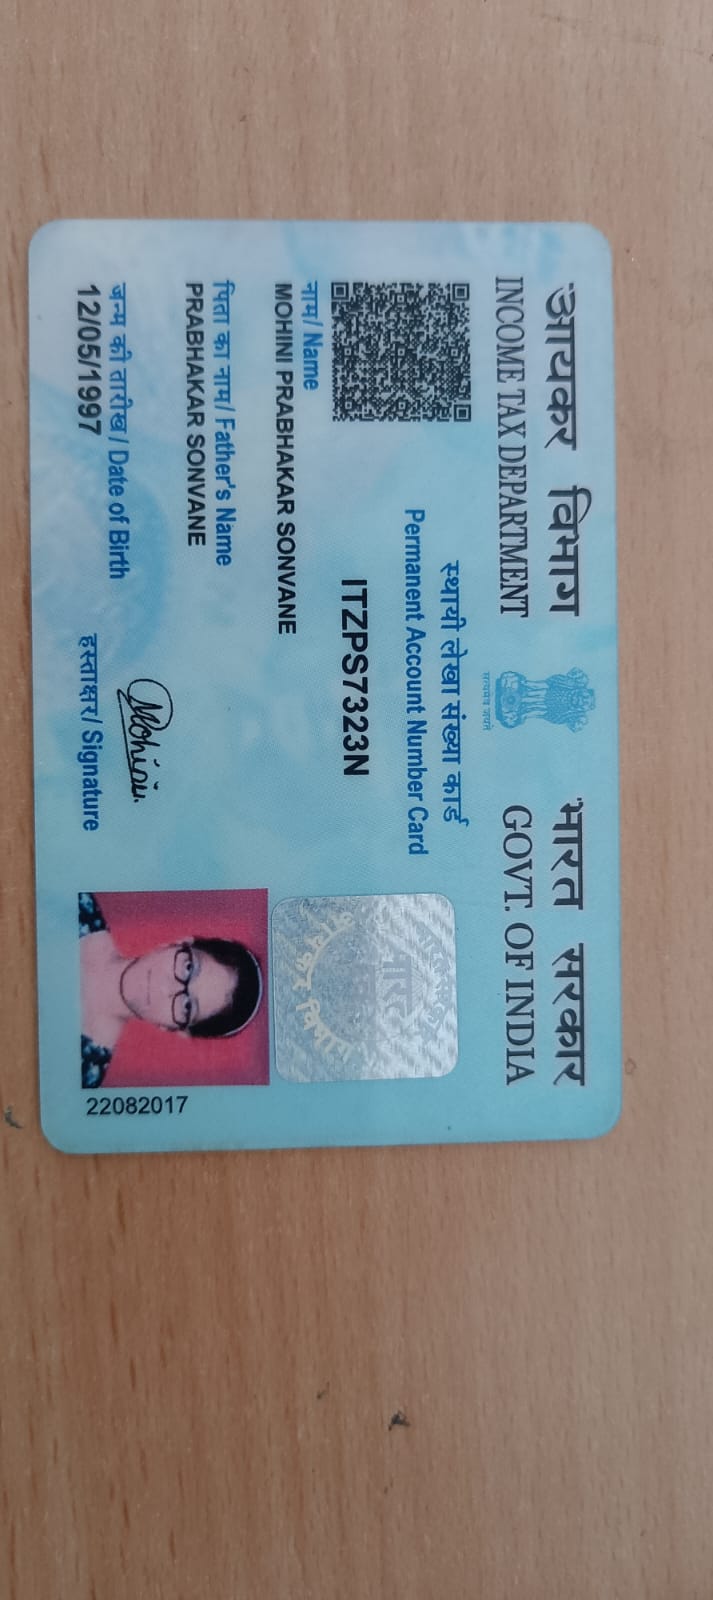 आयकर विभाग
INCOME TAX DEPARTMENT
सत्यमेव जयते
भारत सरकार
GOVT. OF INDIA
स्थायी लेखा संख्या कार्ड
Permanent Account Number Card
ITZPS7323N
नाम/ Name
MOHINI PRABHAKAR SONVANE
पिता का नाम/ Father's Name
PRABHAKAR SONVANE
जन्म की तारीख/ Date of Birth
12/05/1997
Mohini.
हस्ताक्षर/ Signature
22082017